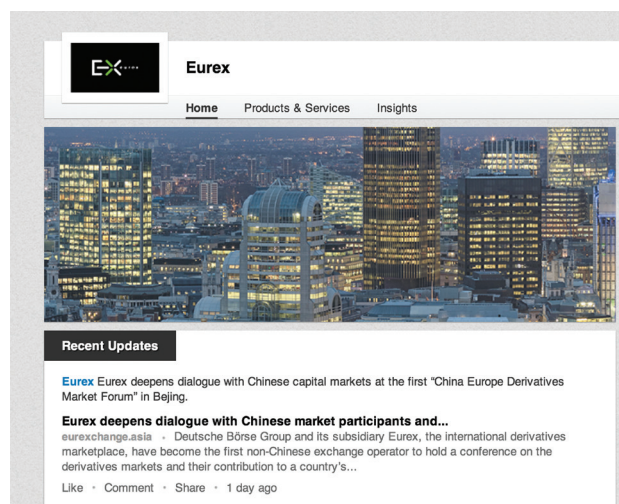 EX
Eurex
Home Products & Services Insights
Recent Updates
Eurex Eurex deepens dialogue with Chinese capital markets at the first "China Europe Derivatives
Market Forum" in Bejing.
Eurex deepens dialogue with Chinese market participants and...
eurexchange.asia • Deutsche Börse Group and its subsidiary Eurex, the international derivatives
marketplace, have become the first non-Chinese exchange operator to hold a conference on the
derivatives markets and their contribution to a country's...
Like • Comment • Share • 1 day ago